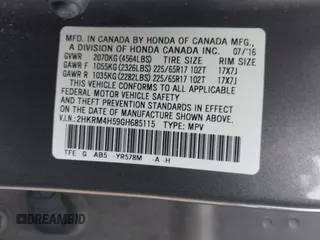 MFD. IN CANADA BY HONDA OF CANADA MFG.,
A DIVISION OF HONDA CANADA INC. 07/'16
GVWR 2070KG (4564LBS) TIRE SIZE RIM SIZE
GAWR F 1055KG (2326LBS) 225/65R17 102T 17X7J
GAWR R 1035KG (2282LBS) 225/65R17 102T 17X7J
THIS VEHICLE CONFORMS TO ALL APPLICABLE
FEDERAL MOTOR VEHICLE SAFETY
STANDARDS IN EFFECT ON THE DATE OF
MANUFACTURE SHOWN ABOVE.
V.I.N.: 2HKRM4H59GH685115 TYPE: MPV
TFE G AB5 -YR578M -A-H
DREAMBID